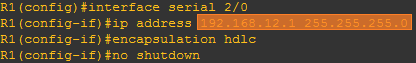 R1(config)#interface serial 2/0
R1(config-if)#ip address 192.168.12.1 255.255.255.0
R1(config-if)#encapsulation hdlc
R1(config-if)#no shutdown